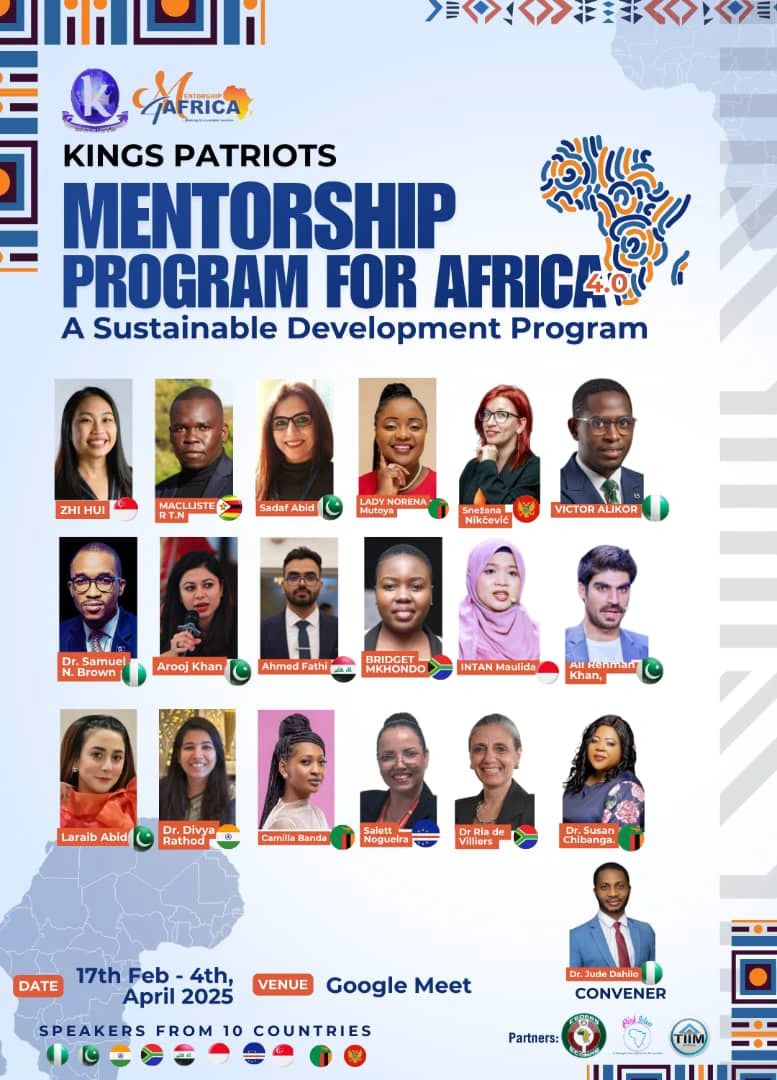 K
MENTORSHIP
4AFRICA
KINGS PATRIOTS
MENTORSHIP
PROGRAM FOR AFRICA
4.0
A Sustainable Development Program
ZHI HUI
MACLLISTE
R T.N
Sadaf Abid
LADY NORENA
Mutoya
Snežana
Nikčević
VICTOR ALIKOR
Dr. Samuel
N. Brown
Arooj Khan
Ahmed Fathi
BRIDGET
MKHONDO
INTAN Maulida
Ali Rehman
Khan,
Laraib Abid
Dr. Divya
Rathod
Camilla Banda
Salett
Nogueira
Dr Ria de
Villiers
Dr. Susan
Chibanga.
Dr. Jude Dahilo
CONVENER
DATE
17th Feb - 4th,
April 2025
VENUE
Google Meet
SPEAKERS FROM 10 COUNTRIES
Partners:
TIIM